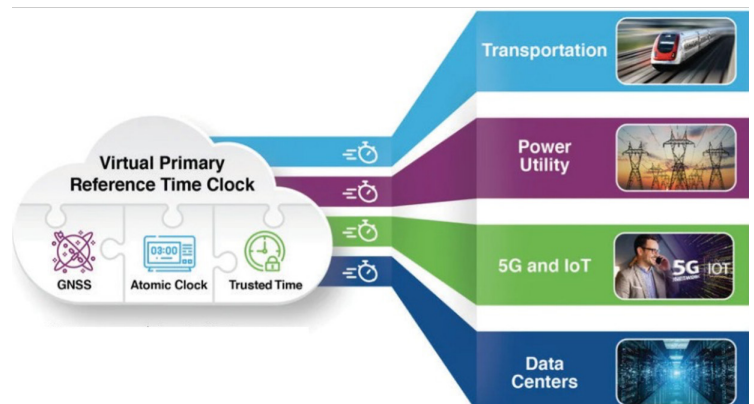 Virtual Primary
Reference Time Clock
03:00
GNSS
Atomic Clock
Trusted Time
Transportation
Power
Utility
5G and IoT
5G
NETWORK
IOT
Data
Centers